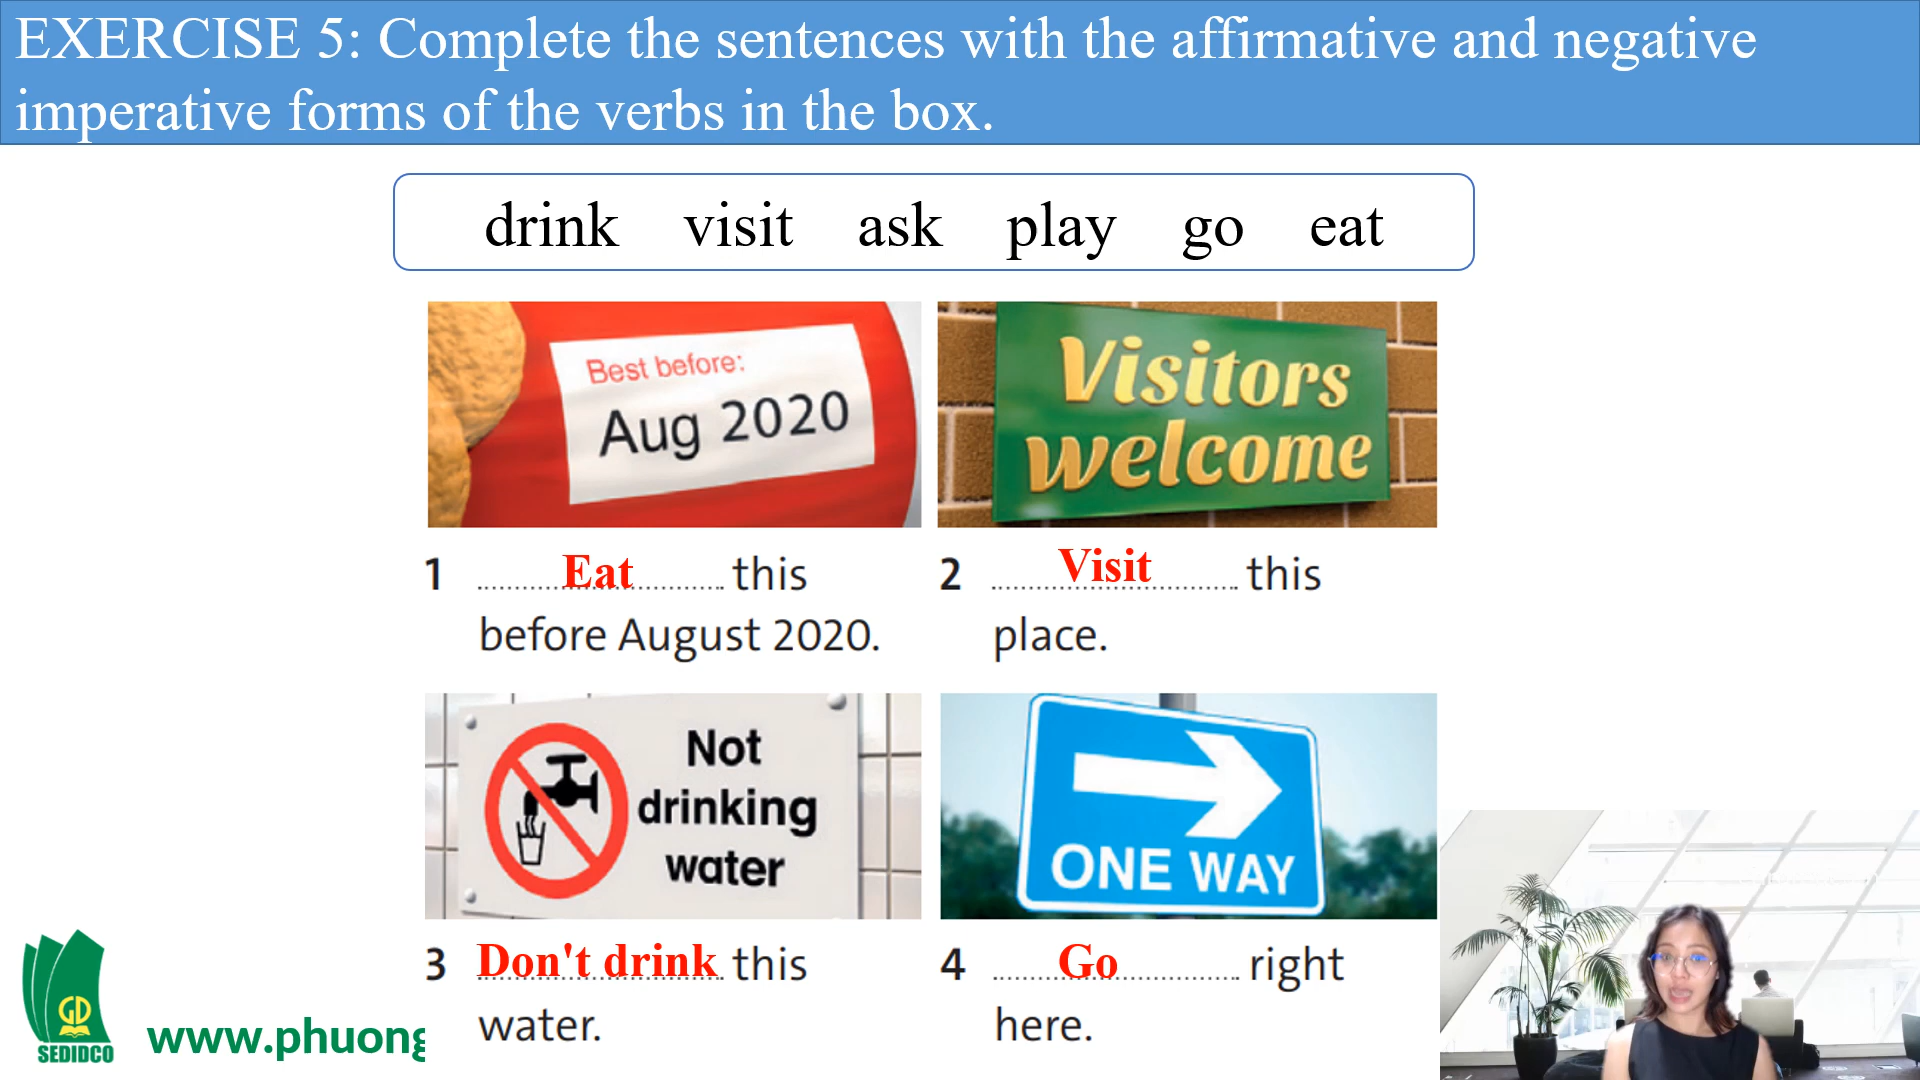 EXERCISE 5: Complete the sentences with the affirmative and negative
imperative forms of the verbs in the box.
drink visit ask play go eat
Best before:
Aug 2020
Visitors
welcome
1 Eat this
before August 2020.
2 Visit this
place.
Not
drinking
water
ONE WAY
3 Don't drink this
water.
4 Go right
here.
GD
SEDIDCO
www.phuong